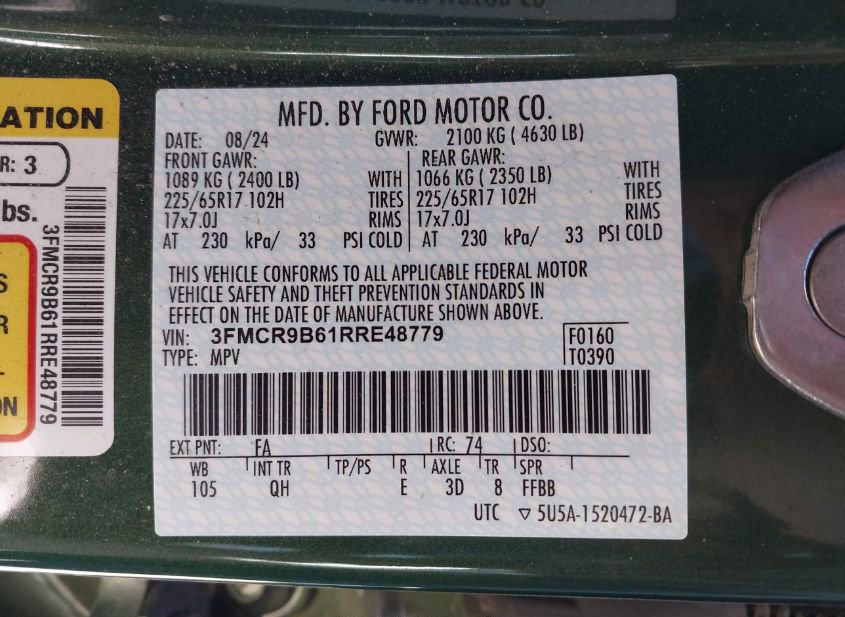 ATION
R: 3
bs.
3FMCR9B61RRE48779
S
R
L
ON
MFD. BY FORD MOTOR CO.
DATE: 08/24 GVWR: 2100 KG ( 4630 LB)
FRONT GAWR: REAR GAWR:
1089 KG ( 2400 LB) WITH 1066 KG ( 2350 LB) WITH
225/65R17 102H TIRES 225/65R17 102H TIRES
17x7.0J RIMS 17x7.0J RIMS
AT 230 kPa/ 33 PSI COLD AT 230 kPa/ 33 PSI COLD
THIS VEHICLE CONFORMS TO ALL APPLICABLE FEDERAL MOTOR
VEHICLE SAFETY AND THEFT PREVENTION STANDARDS IN
EFFECT ON THE DATE OF MANUFACTURE SHOWN ABOVE.
VIN: 3FMCR9B61RRE48779 F0160
TYPE: MPV T0390
EXT PNT: FA RC: 74 DSO:
WB INT TR TP/PS R AXLE TR SPR
105 QH E 3D 8 FFBB
UTC ▽ 5U5A-1520472-BA